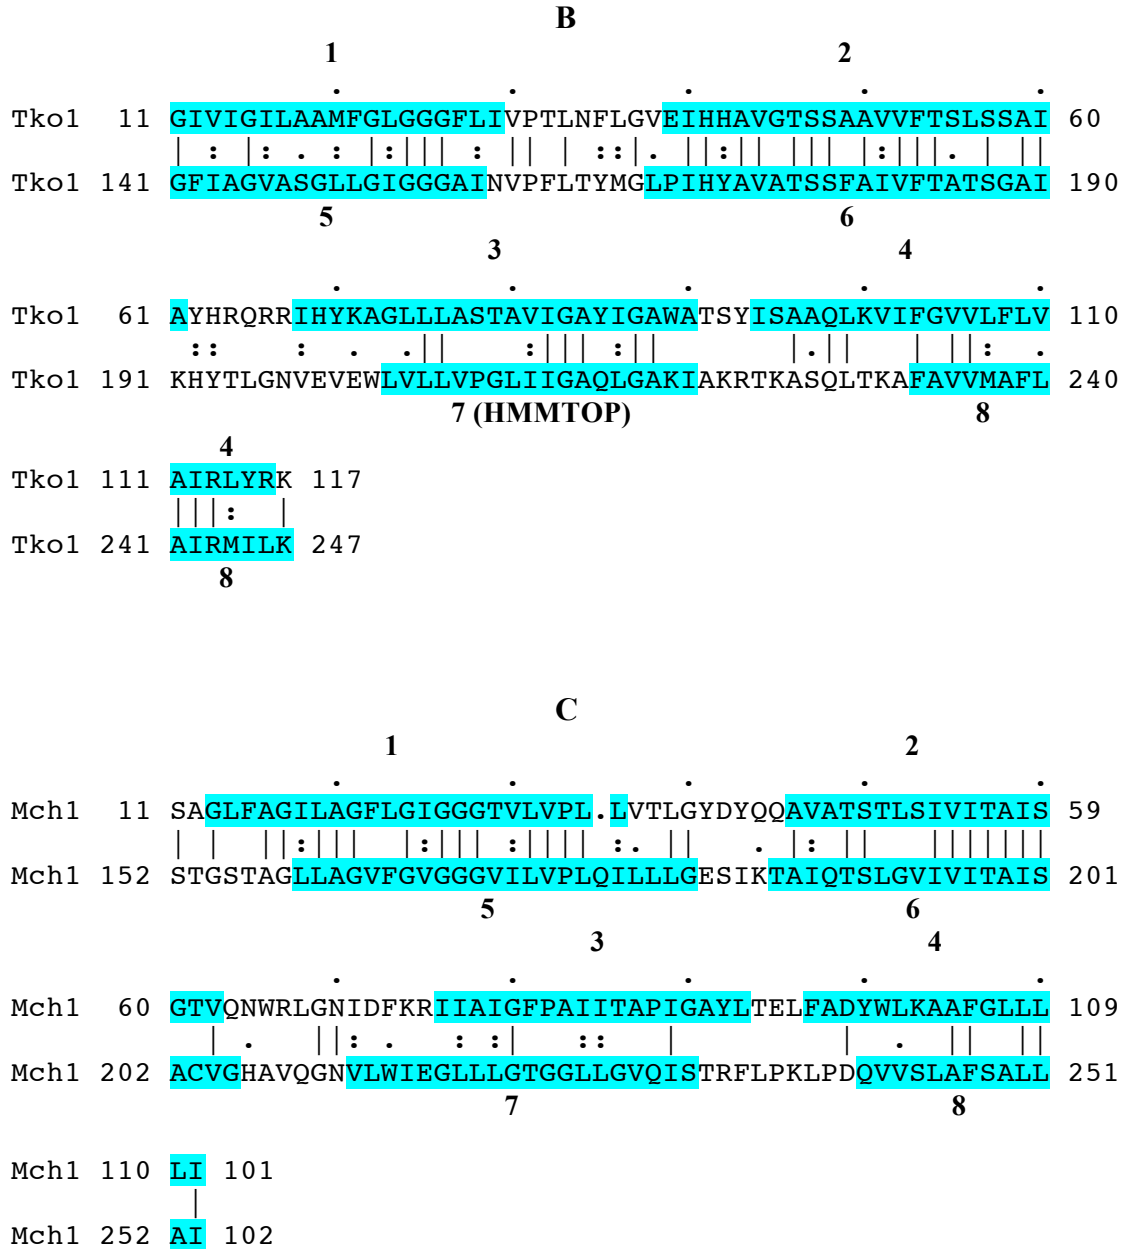 B
1 2
. . . . .
Tko1 11 GIVIGILAAMFGLGGGFLIVPTLNFLGVEIHHAVGTSSAAVVFTSLSSAI 60
| : |: . : |:||| : || | ::|. ||:|| ||| |:|||. | ||
Tko1 141 GFIAGVASGLLGIGGGAINVPFLTYMGLPIHYAVATSSFAIVFTATSGAI 190
5 6
3 4
. . . . .
Tko1 61 AYHRQRRIHYKAGLLLASTAVIGAYIGAWATSYISAAQLKVIFGVVLFLV 110
:: : . .|| :||| :|| |.|| | ||: .
Tko1 191 KHYTLGNVEVEWLVLLVPGLIIGAQLGAKIAKRTKASQLTKAFAVVMAFL 240
7 (HMMTOP) 8
4
Tko1 111 AIRLYRK 117
|||: |
Tko1 241 AIRMILK 247
8
C
1 2
. . . . .
Mch1 11 SAGLFAGILAGFLGIGGGTVLVPL.LVTLGYDYQQAVATSTLSIVITAIS 59
| | ||:||| |:||| :|||| :. || . |: || |||||||
Mch1 152 STGSTAGLLAGVFGVGGGVILVPLQILLLGESIKTAIQTSLGVIVITAIS 201
5 6
3 4
. . . . .
Mch1 60 GTVQNWRLGNIDFKRIIAIGFPAIITAPIGAYLTELFADYWLKAAFGLLL 109
| . ||: . : :| :: | | . || ||
Mch1 202 ACVGHAVQGNVLWIEGLLLGTGGLLGVQISTRFLPKLPDQVVSLAFSALL 251
7 8
Mch1 110 LI 101
|
Mch1 252 AI 102